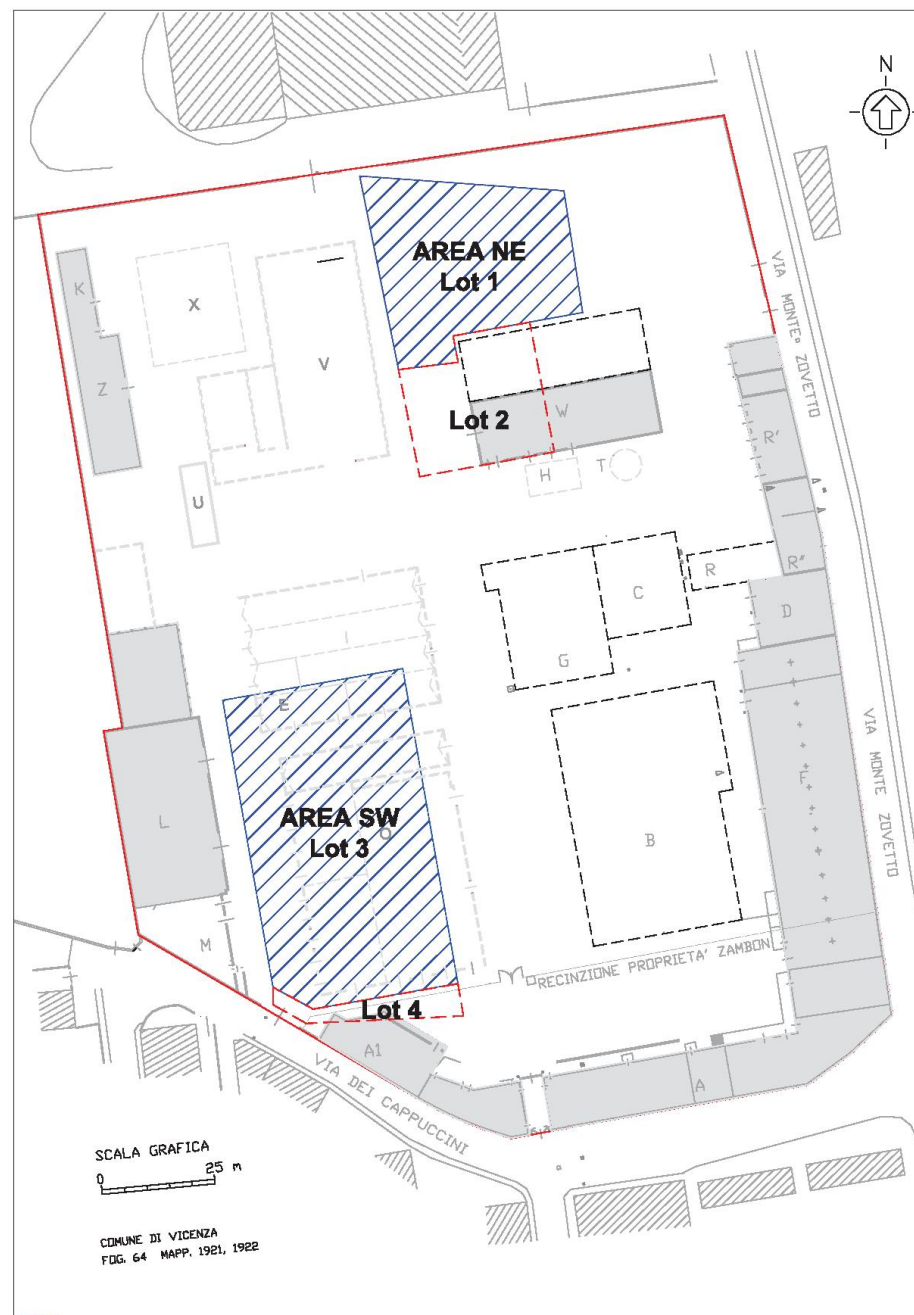 N
AREA NE
Lot 1
K
X
V
Z
VIA MONTE ZOVETTO
Lot 2
W
R'
H
T
U
R
R"
C
D
I
G
E
AREA SW
Lot 3
O
L
B
F
VIA MONTE ZOVETTO
M
RECINZIONE PROPRIETA' ZAMBON
Lot 4
A1
A
VIA DEI CAPPUCCINI
SCALA GRAFICA
0 25 m
COMUNE DI VICENZA
FOG. 64 MAPP. 1921, 1922